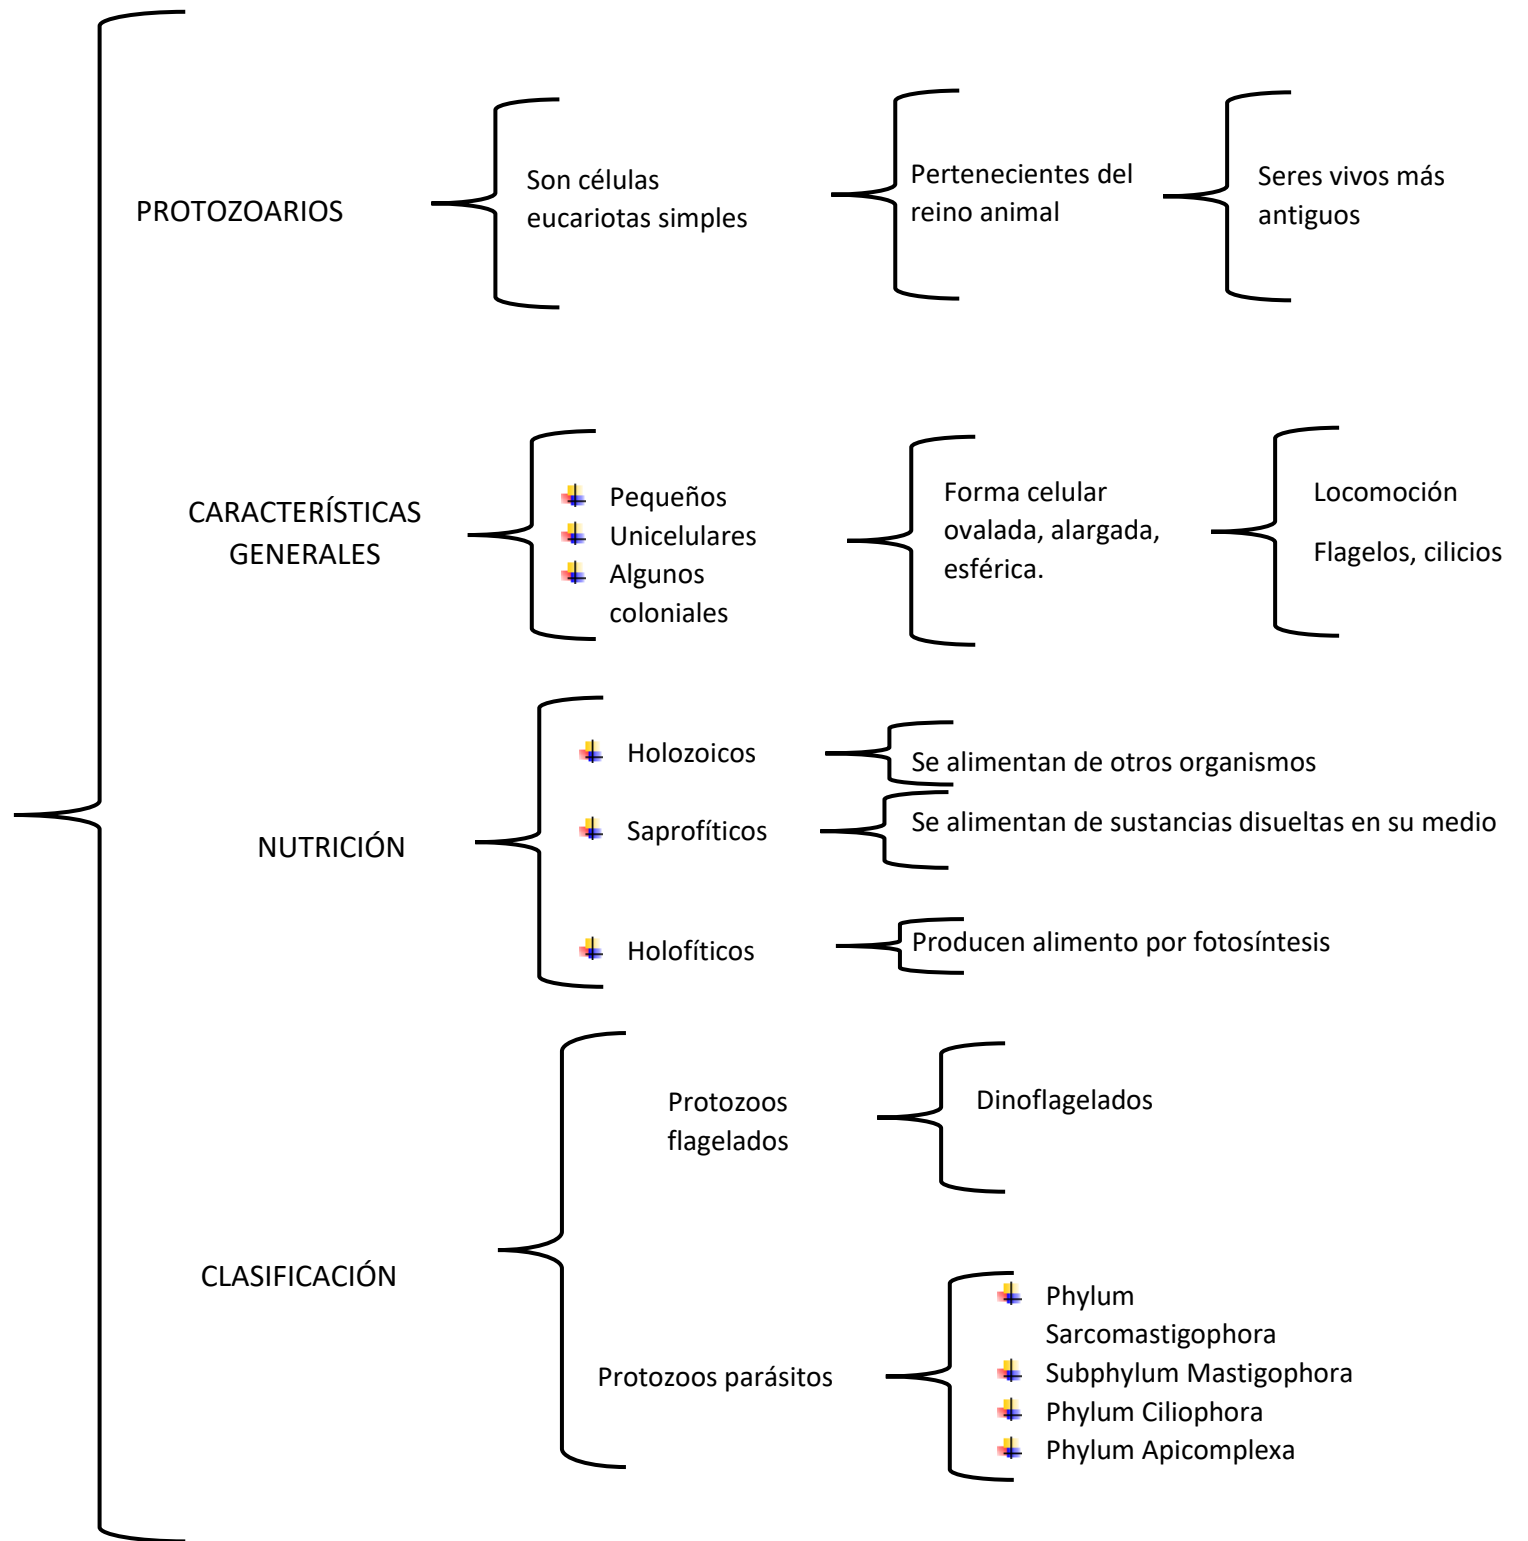 PROTOZOARIOS
Son células
eucariotas simples
Pertenecientes del
reino animal
Seres vivos más
antiguos
CARACTERÍSTICAS
GENERALES
Pequeños
Unicelulares
Algunos
coloniales
Forma celular
ovalada, alargada,
esférica.
Locomoción
Flagelos, cilicios
NUTRICIÓN
Holozoicos
Se alimentan de otros organismos
Saprofíticos
Se alimentan de sustancias disueltas en su medio
Holofíticos
Producen alimento por fotosíntesis
CLASIFICACIÓN
Protozoos
flagelados
Dinoflagelados
Protozoos parásitos
Phylum
Sarcomastigophora
Subphylum Mastigophora
Phylum Ciliophora
Phylum Apicomplexa